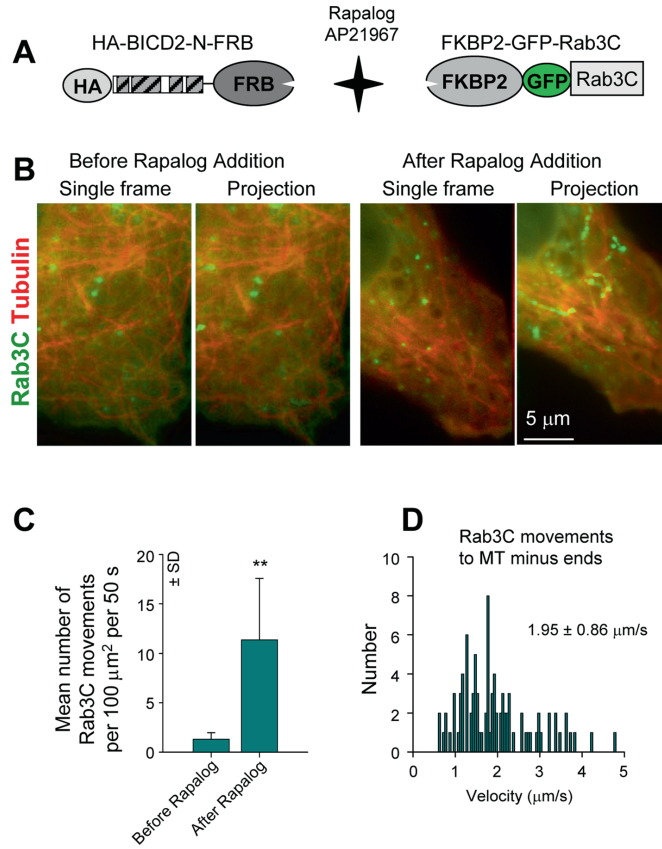 A
HA-BICD2-N-FRB
Rapalog
AP21967
FKBP2-GFP-Rab3C
HA
FRB
FKBP2
GFP
Rab3C
B
Before Rapalog Addition
After Rapalog Addition
Single frame
Projection
Single frame
Projection
Rab3C Tubulin
5 μm
C
Mean number of
Rab3C movements
per 100 μm² per 50 s
20
15
10
5
0
± SD
**
Before Rapalog
After Rapalog
D
Rab3C movements
to MT minus ends
1.95 ± 0.86 μm/s
Number
10
8
6
4
2
0
0
1
2
3
4
5
Velocity (μm/s)